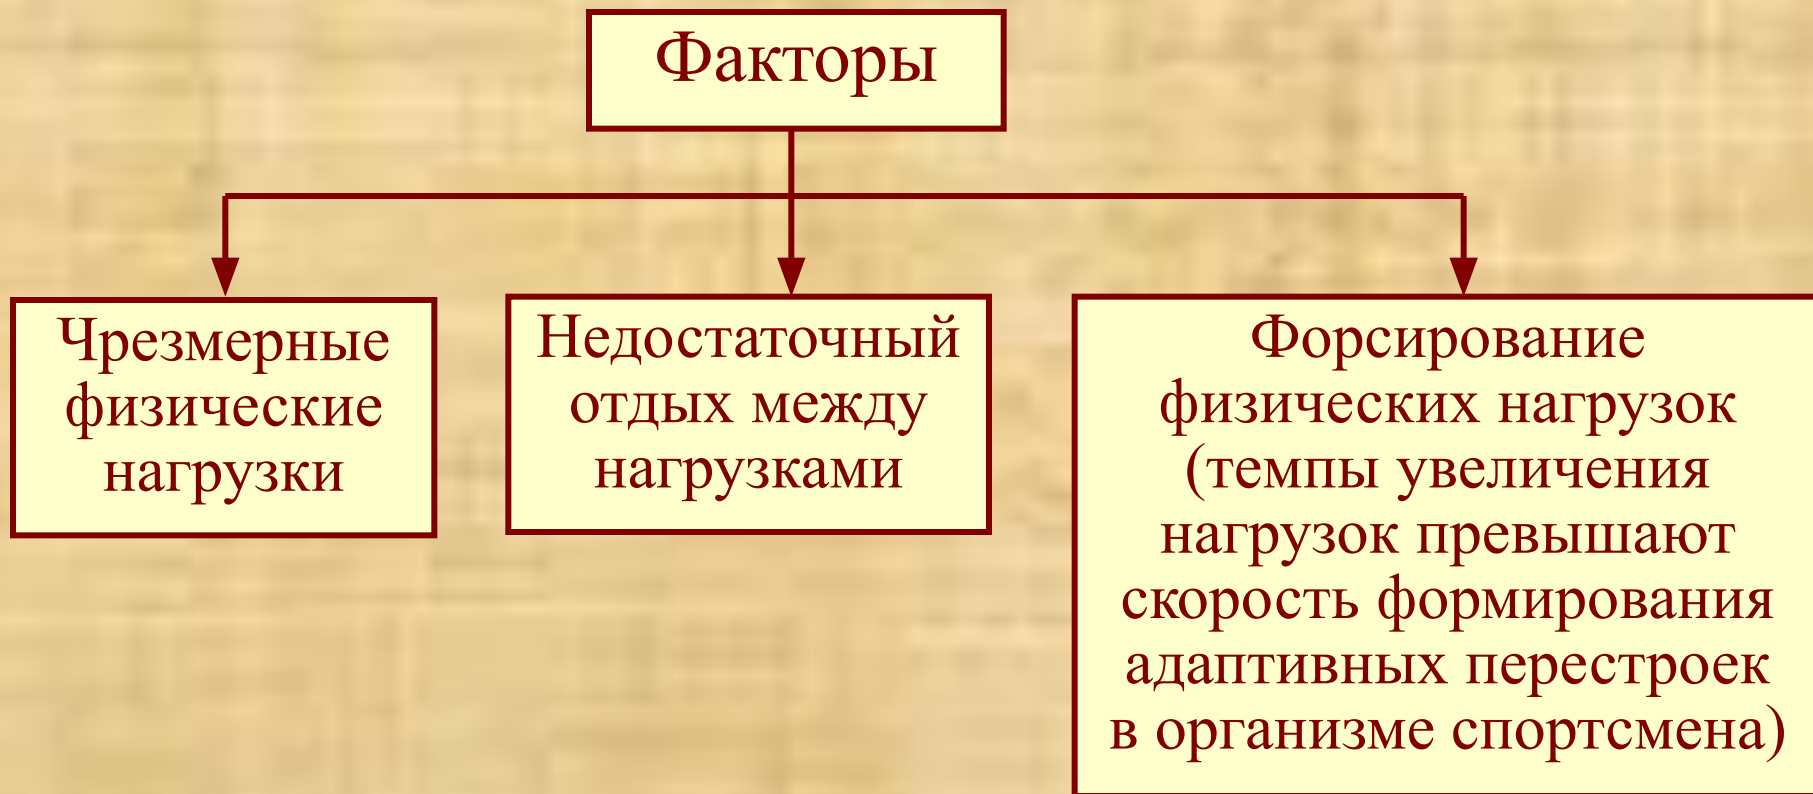 Факторы
Чрезмерные
физические
нагрузки
Недостаточный
отдых между
нагрузками
Форсирование
физических нагрузок
(темпы увеличения
нагрузок превышают
скорость формирования
адаптивных перестроек
в организме спортсмена)